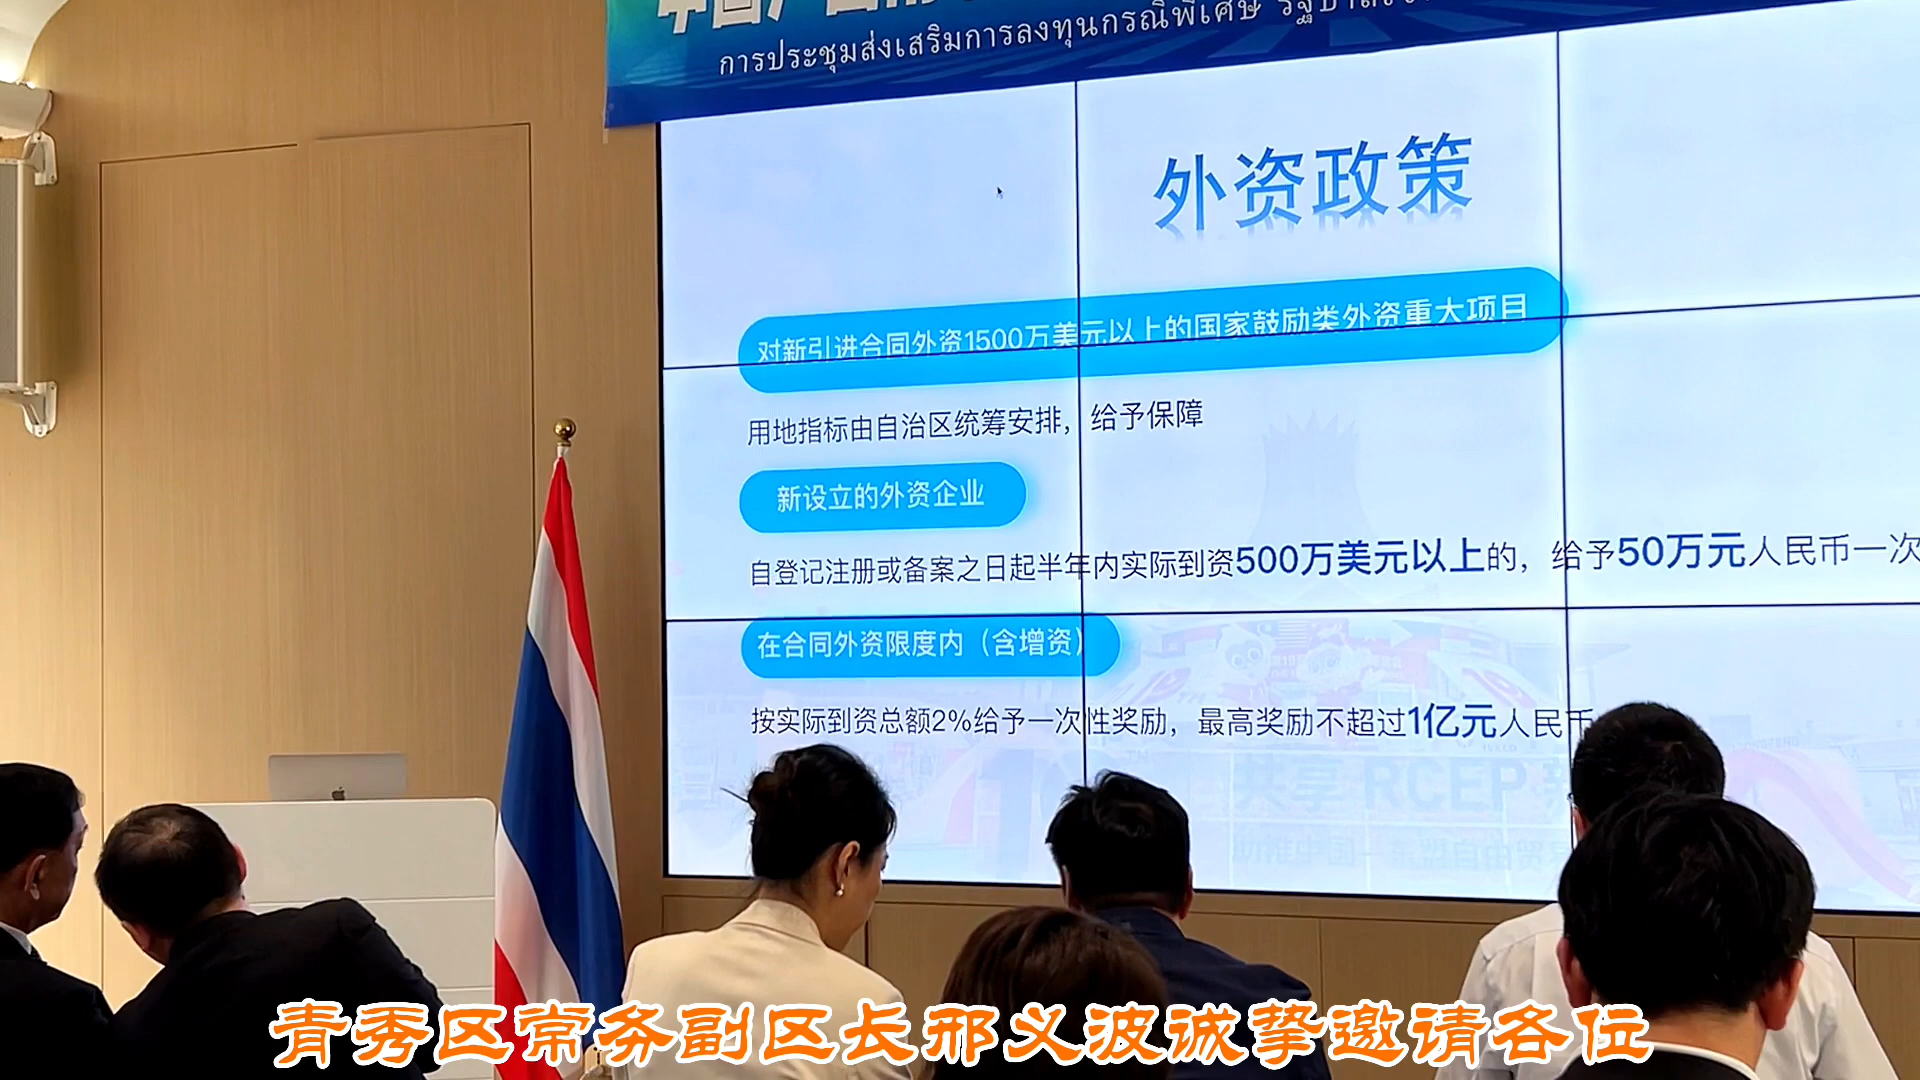 การประชุมส่งเสริมการลงทุนกรณีพิเศษ
外资政策
对新引进合同外资1500万美元以上的国家鼓励类外资重大项目
用地指标由自治区统筹安排，给予保障
新设立的外资企业
自登记注册或备案之日起半年内实际到资500万美元以上的，给予50万元人民币一次
在合同外资限度内（含增资）
按实际到资总额2%给予一次性奖励，最高奖励不超过1亿元人民币
共享 RCEP
青秀区常务副区长邢义波诚挚邀请各位